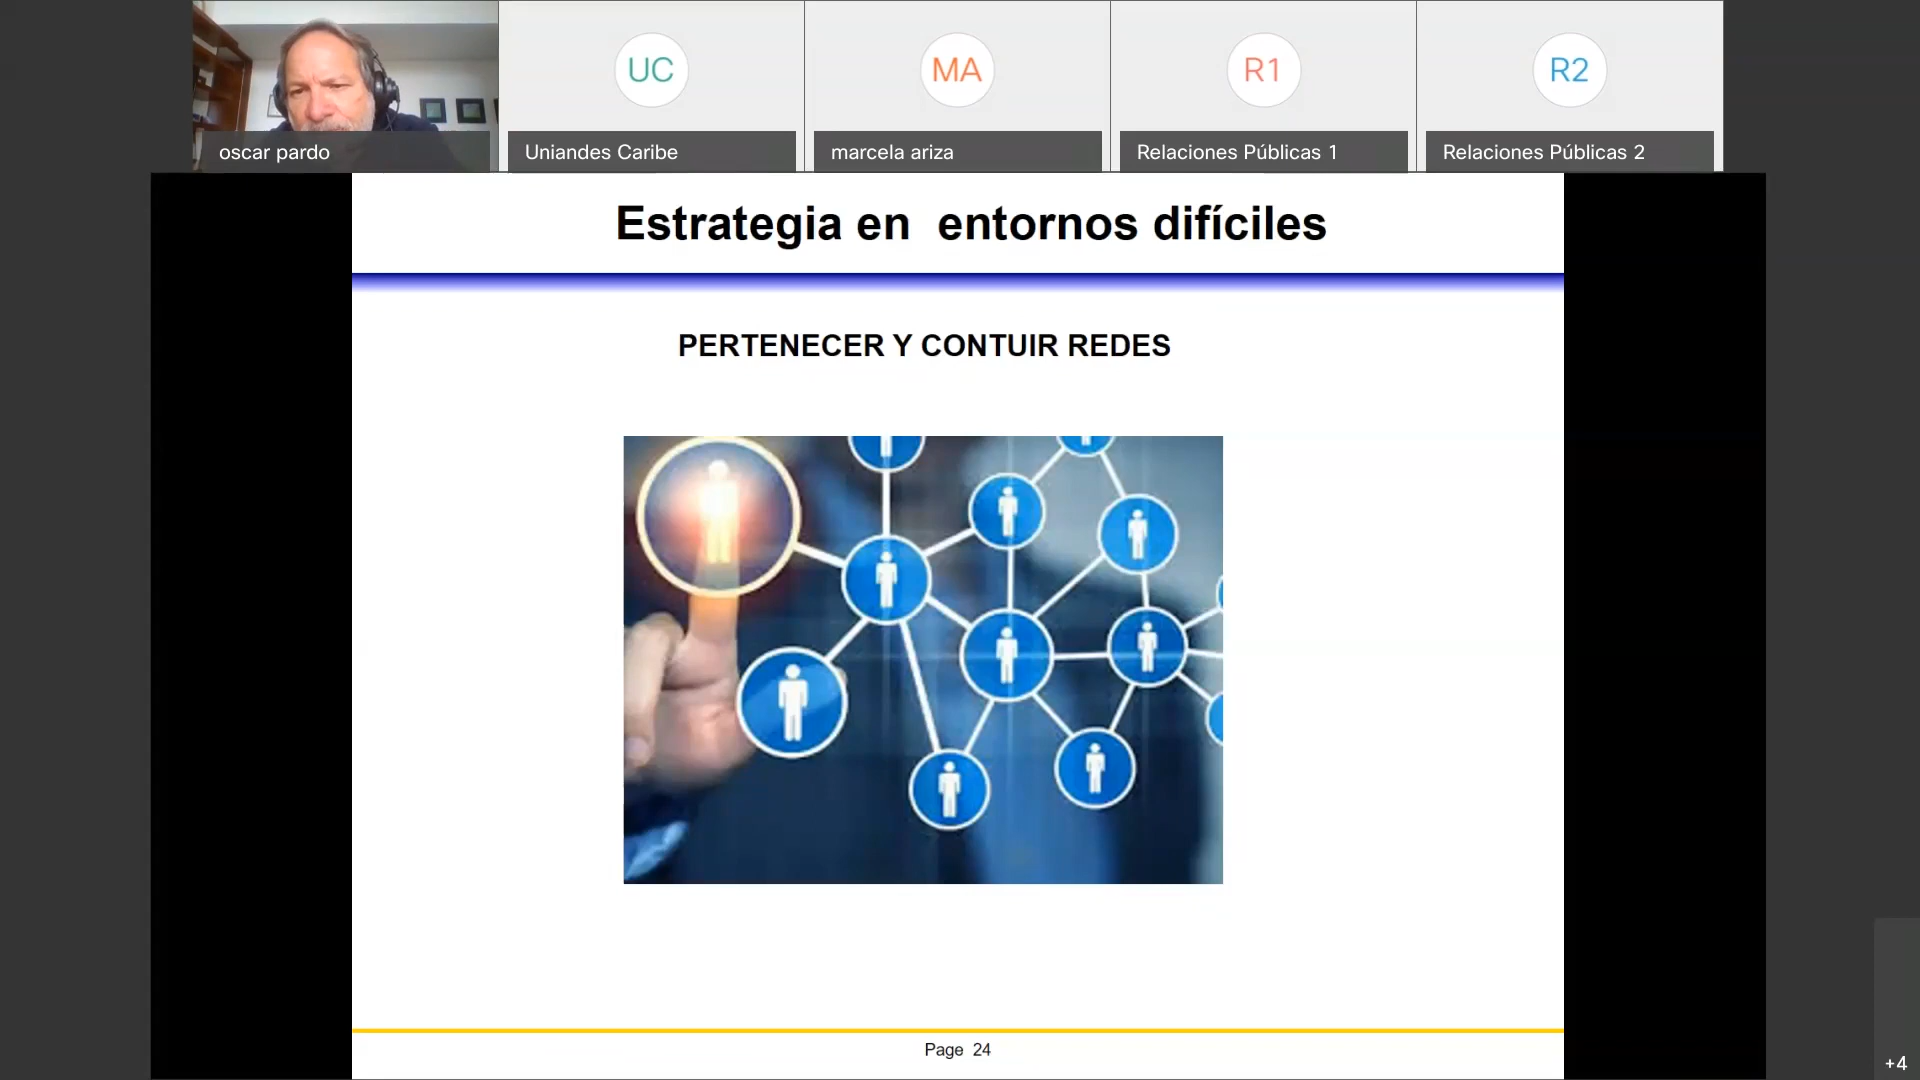 UC
MA
R1
R2
oscar pardo
Uniandes Caribe
marcela ariza
Relaciones Públicas 1
Relaciones Públicas 2
Estrategia en entornos difíciles
PERTENECER Y CONTUIR REDES
Page 24
+4